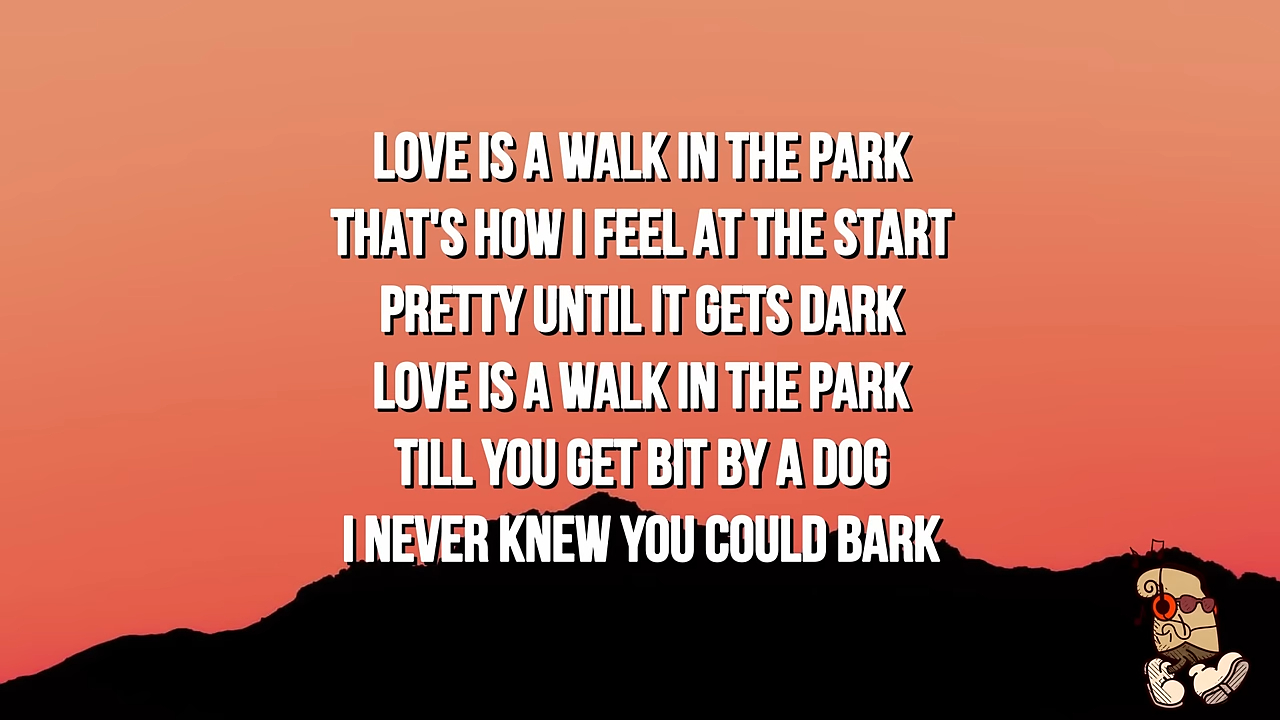 LOVE IS A WALK IN THE PARK
THAT'S HOW I FEEL AT THE START
PRETTY UNTIL IT GETS DARK
LOVE IS A WALK IN THE PARK
TILL YOU GET BIT BY A DOG
I NEVER KNEW YOU COULD BARK